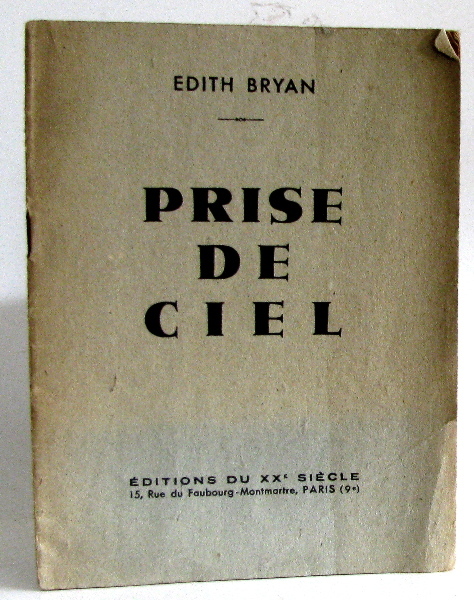 EDITH BRYAN
PRISE
DE
CIEL
ÉDITIONS DU XXᵉ SIÈCLE
15, Rue du Faubourg-Montmartre, PARIS (9ᵉ)